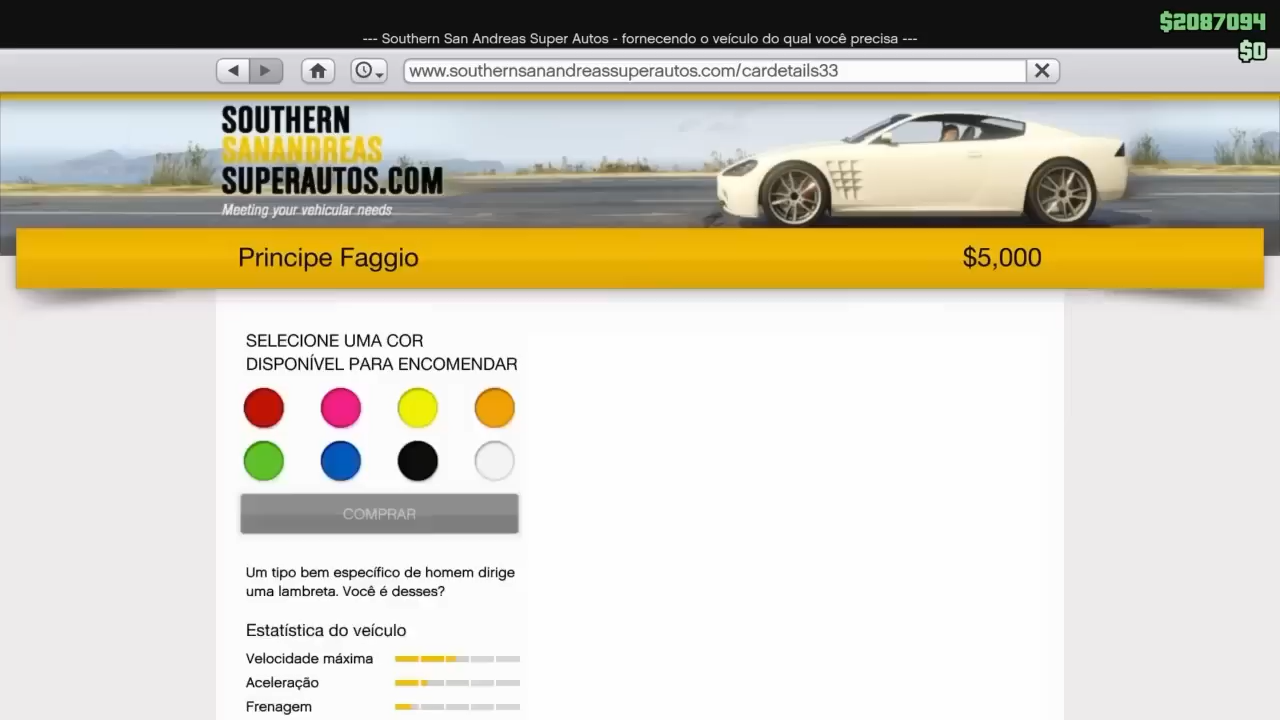 $2087094
--- Southern San Andreas Super Autos - fornecendo o veículo do qual você precisa ---
$0
www.southernsanandreassuperautos.com/cardetails33
SOUTHERN
SANANDREAS
SUPERAUTOS.COM
Meeting your vehicular needs
Principe Faggio $5,000
SELECIONE UMA COR
DISPONÍVEL PARA ENCOMENDAR
COMPRAR
Um tipo bem específico de homem dirige
uma lambreta. Você é desses?
Estatística do veículo
Velocidade máxima
Aceleração
Frenagem